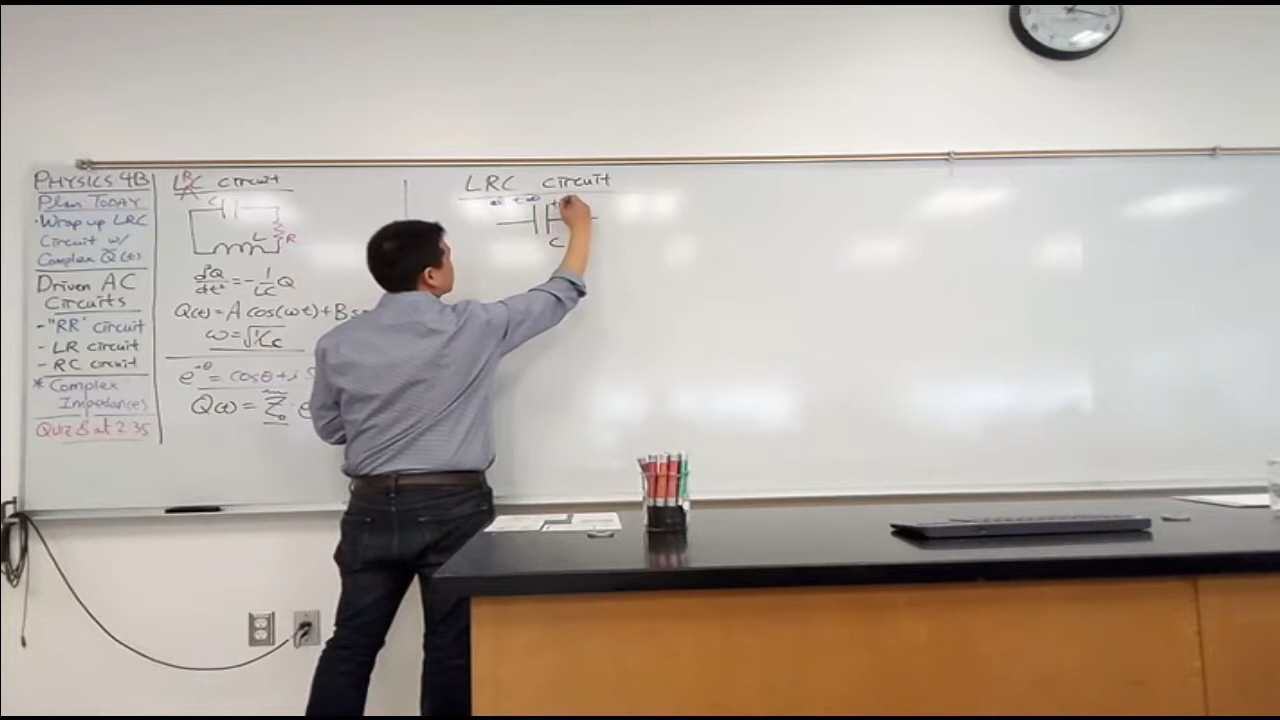 PHYSICS 4B
Plan TODAY
· Wrap up LRC
Circuit w/
Complex Q̃(t)
Driven AC
Circuits
- "RR" circuit
- LR circuit
- RC circuit
* Complex
Impedances
Quiz 8 at 2:35
LC circuit
R
C
L
R
d²Q/dt² = -1/LC Q
Q(t) = A cos(ωt) + B s
ω = √1/LC
= cosθ + i s
Q(t) =
LRC circuit
at t=0
+
C